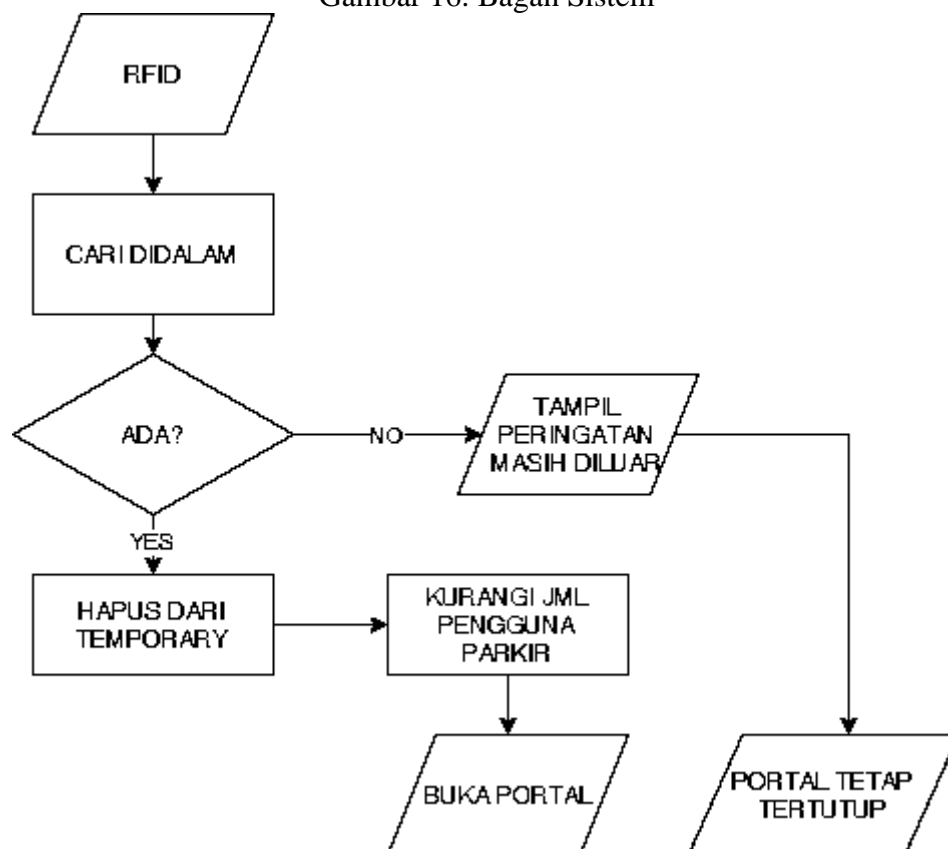 Gambar 16. Bagan Sistem
RFID
CARI DIDALAM
ADA?
NO
TAMPIL
PERINGATAN
MASIH DILUAR
YES
HAPUS DARI
TEMPORARY
KURANGI JML
PENGGUNA
PARKIR
BUKA PORTAL
PORTAL TETAP
TERTUTUP